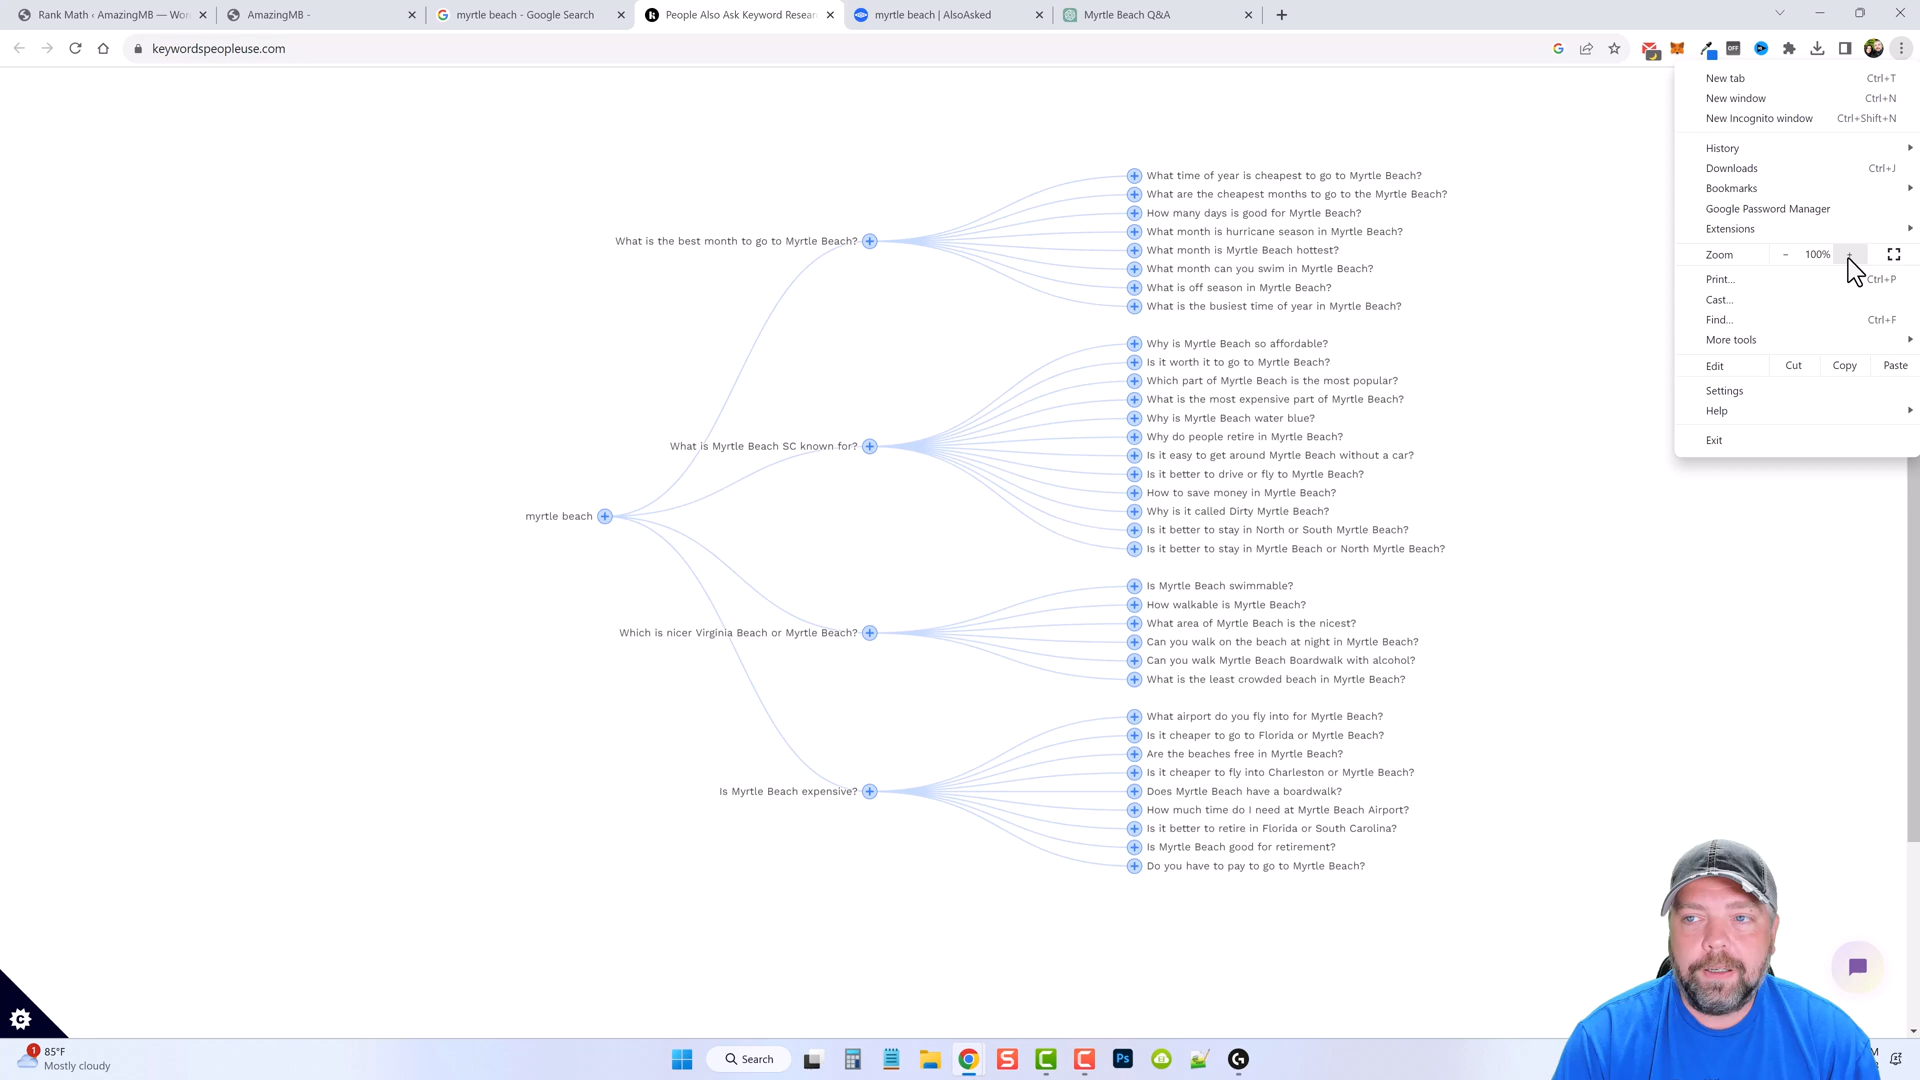 Rank Math ‹ AmazingMB — Wor
AmazingMB -
myrtle beach - Google Search
People Also Ask Keyword Resear
myrtle beach | AlsoAsked
Myrtle Beach Q&A
keywordspeopleuse.com
OFF
New tab Ctrl+T
New window Ctrl+N
New Incognito window Ctrl+Shift+N
History
Downloads Ctrl+J
Bookmarks
Google Password Manager
Extensions
Zoom − 100% +
Print... Ctrl+P
Cast...
Find... Ctrl+F
More tools
Edit Cut Copy Paste
Settings
Help
Exit
myrtle beach
What is the best month to go to Myrtle Beach?
What time of year is cheapest to go to Myrtle Beach?
What are the cheapest months to go to the Myrtle Beach?
How many days is good for Myrtle Beach?
What month is hurricane season in Myrtle Beach?
What month is Myrtle Beach hottest?
What month can you swim in Myrtle Beach?
What is off season in Myrtle Beach?
What is the busiest time of year in Myrtle Beach?
What is Myrtle Beach SC known for?
Why is Myrtle Beach so affordable?
Is it worth it to go to Myrtle Beach?
Which part of Myrtle Beach is the most popular?
What is the most expensive part of Myrtle Beach?
Why is Myrtle Beach water blue?
Why do people retire in Myrtle Beach?
Is it easy to get around Myrtle Beach without a car?
Is it better to drive or fly to Myrtle Beach?
How to save money in Myrtle Beach?
Why is it called Dirty Myrtle Beach?
Is it better to stay in North or South Myrtle Beach?
Is it better to stay in Myrtle Beach or North Myrtle Beach?
Which is nicer Virginia Beach or Myrtle Beach?
Is Myrtle Beach swimmable?
How walkable is Myrtle Beach?
What area of Myrtle Beach is the nicest?
Can you walk on the beach at night in Myrtle Beach?
Can you walk Myrtle Beach Boardwalk with alcohol?
What is the least crowded beach in Myrtle Beach?
Is Myrtle Beach expensive?
What airport do you fly into for Myrtle Beach?
Is it cheaper to go to Florida or Myrtle Beach?
Are the beaches free in Myrtle Beach?
Is it cheaper to fly into Charleston or Myrtle Beach?
Does Myrtle Beach have a boardwalk?
How much time do I need at Myrtle Beach Airport?
Is it better to retire in Florida or South Carolina?
Is Myrtle Beach good for retirement?
Do you have to pay to go to Myrtle Beach?
1
85°F
Mostly cloudy
Search
Ps